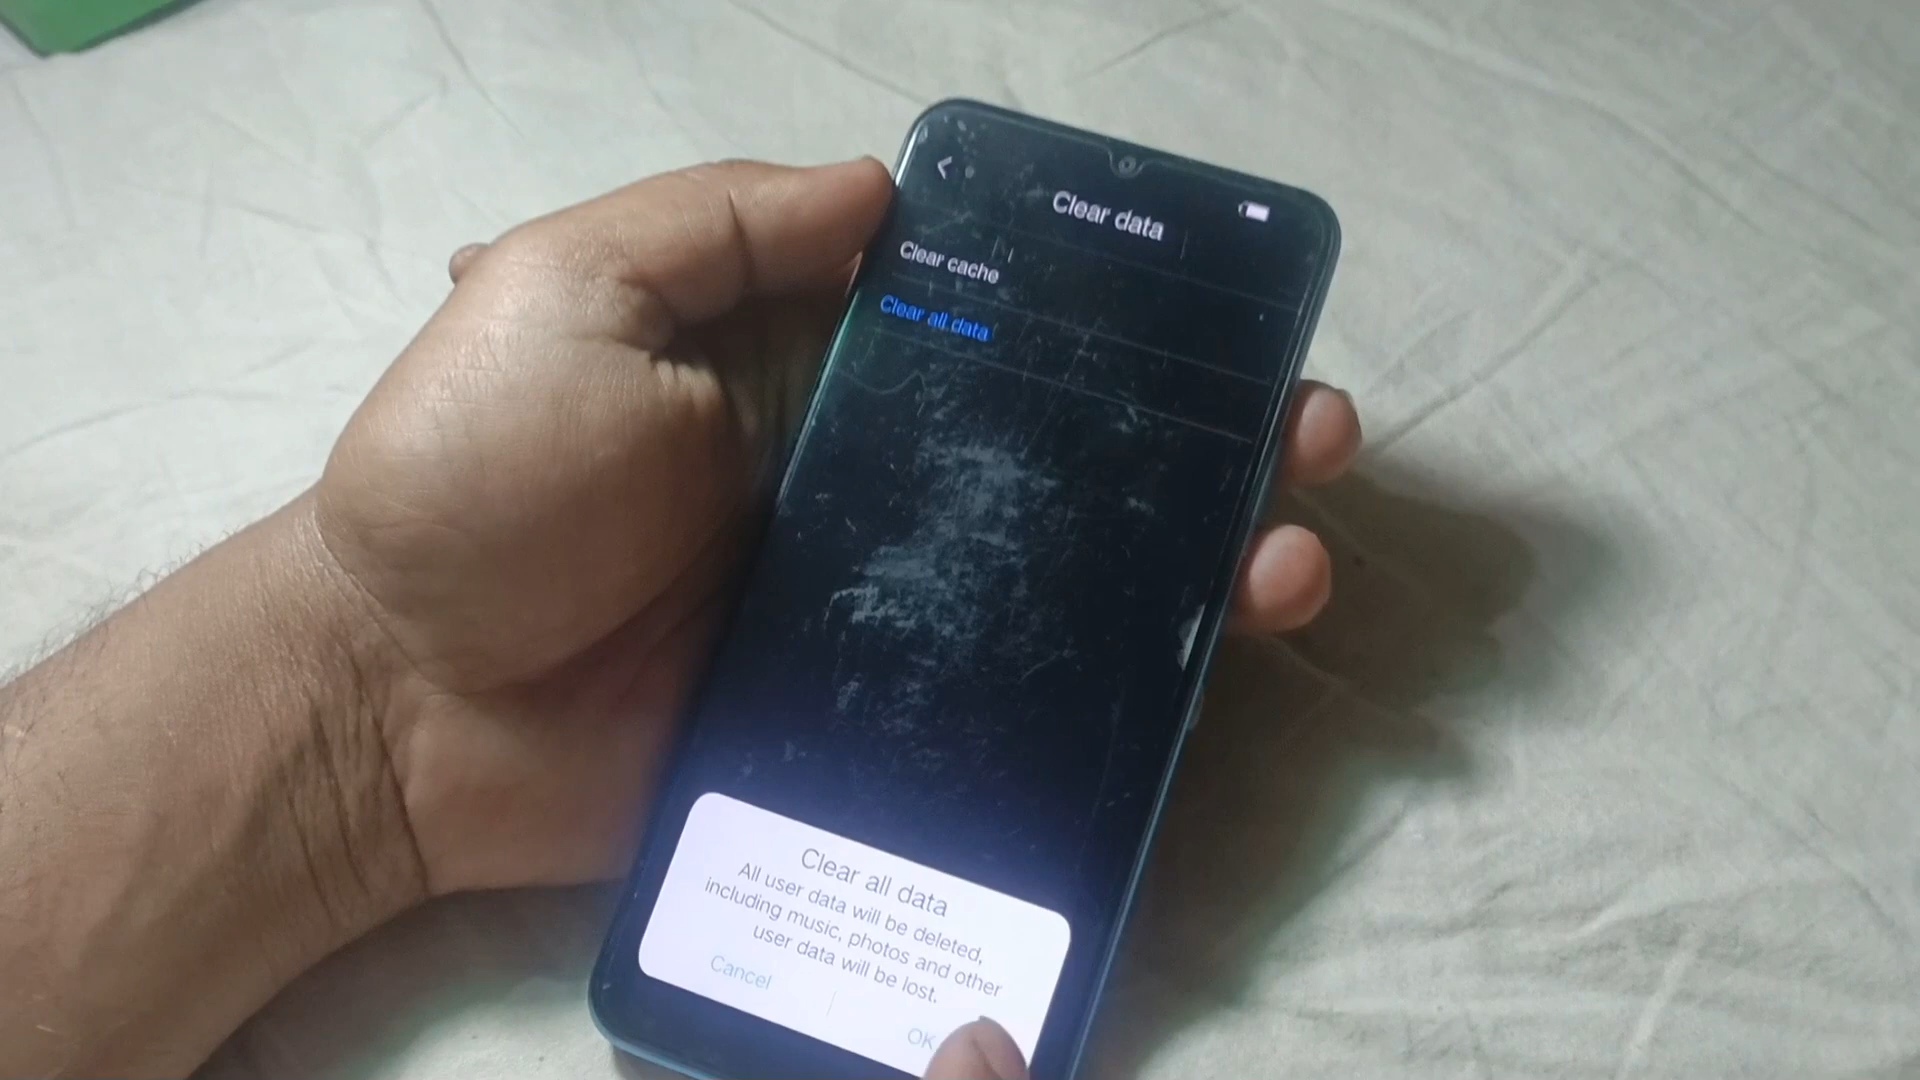 Clear data
Clear cache
Clear all data
Clear all data
All user data will be deleted,
including music, photos and other
user data will be lost.
Cancel
OK